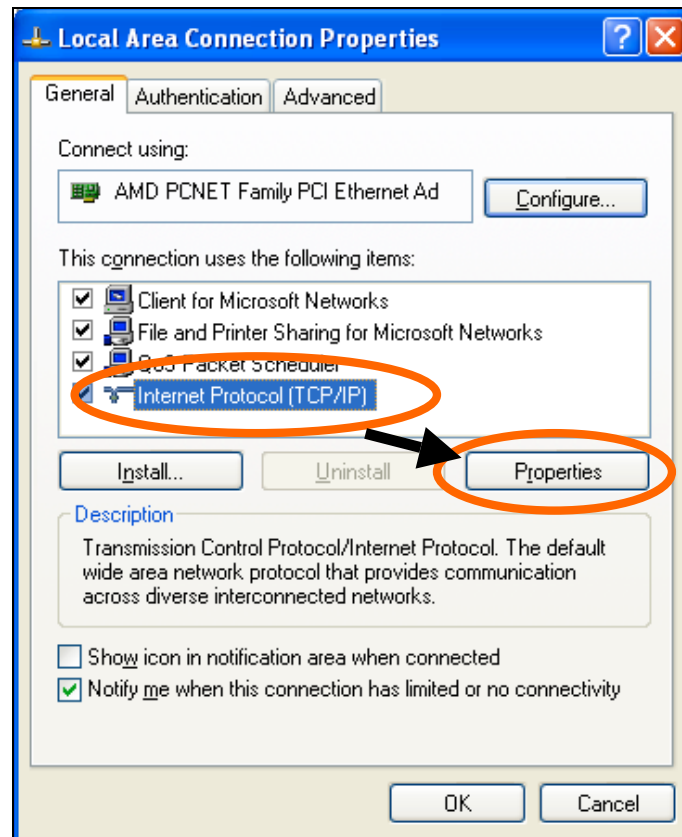 Local Area Connection Properties
General Authentication Advanced
Connect using:
AMD PCNET Family PCI Ethernet Ad
Configure...
This connection uses the following items:
Client for Microsoft Networks
File and Printer Sharing for Microsoft Networks
QoS Packet Scheduler
Internet Protocol (TCP/IP)
Install... Uninstall Properties
Description
Transmission Control Protocol/Internet Protocol. The default
wide area network protocol that provides communication
across diverse interconnected networks.
Show icon in notification area when connected
Notify me when this connection has limited or no connectivity
OK Cancel